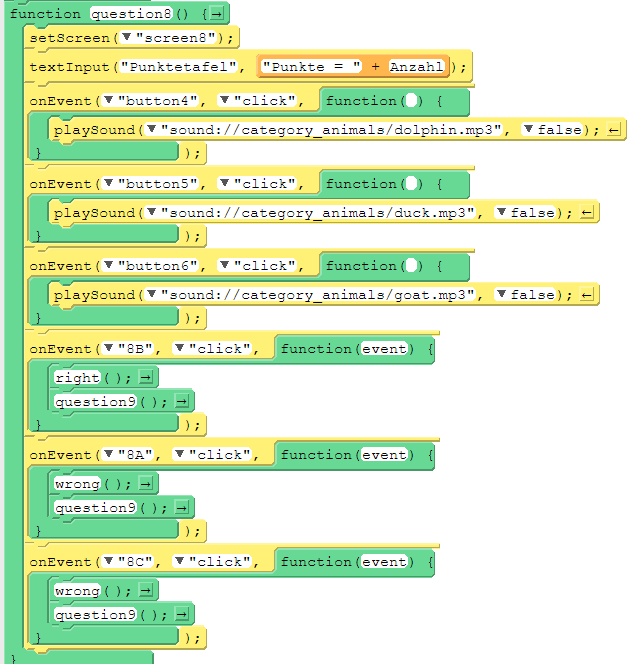 function question8() {→
setScreen(▼"screen8");
textInput("Punktetafel", "Punkte = " + Anzahl);
onEvent(▼"button4", ▼"click", function( ) {
playSound(▼"sound://category_animals/dolphin.mp3", ▼false); ←
} );
onEvent(▼"button5", ▼"click", function( ) {
playSound(▼"sound://category_animals/duck.mp3", ▼false); ←
} );
onEvent(▼"button6", ▼"click", function( ) {
playSound(▼"sound://category_animals/goat.mp3", ▼false); ←
} );
onEvent(▼"8B", ▼"click", function(event) {
right(); →
question9(); →
} );
onEvent(▼"8A", ▼"click", function(event) {
wrong(); →
question9(); →
} );
onEvent(▼"8C", ▼"click", function(event) {
wrong(); →
question9(); →
} );
}